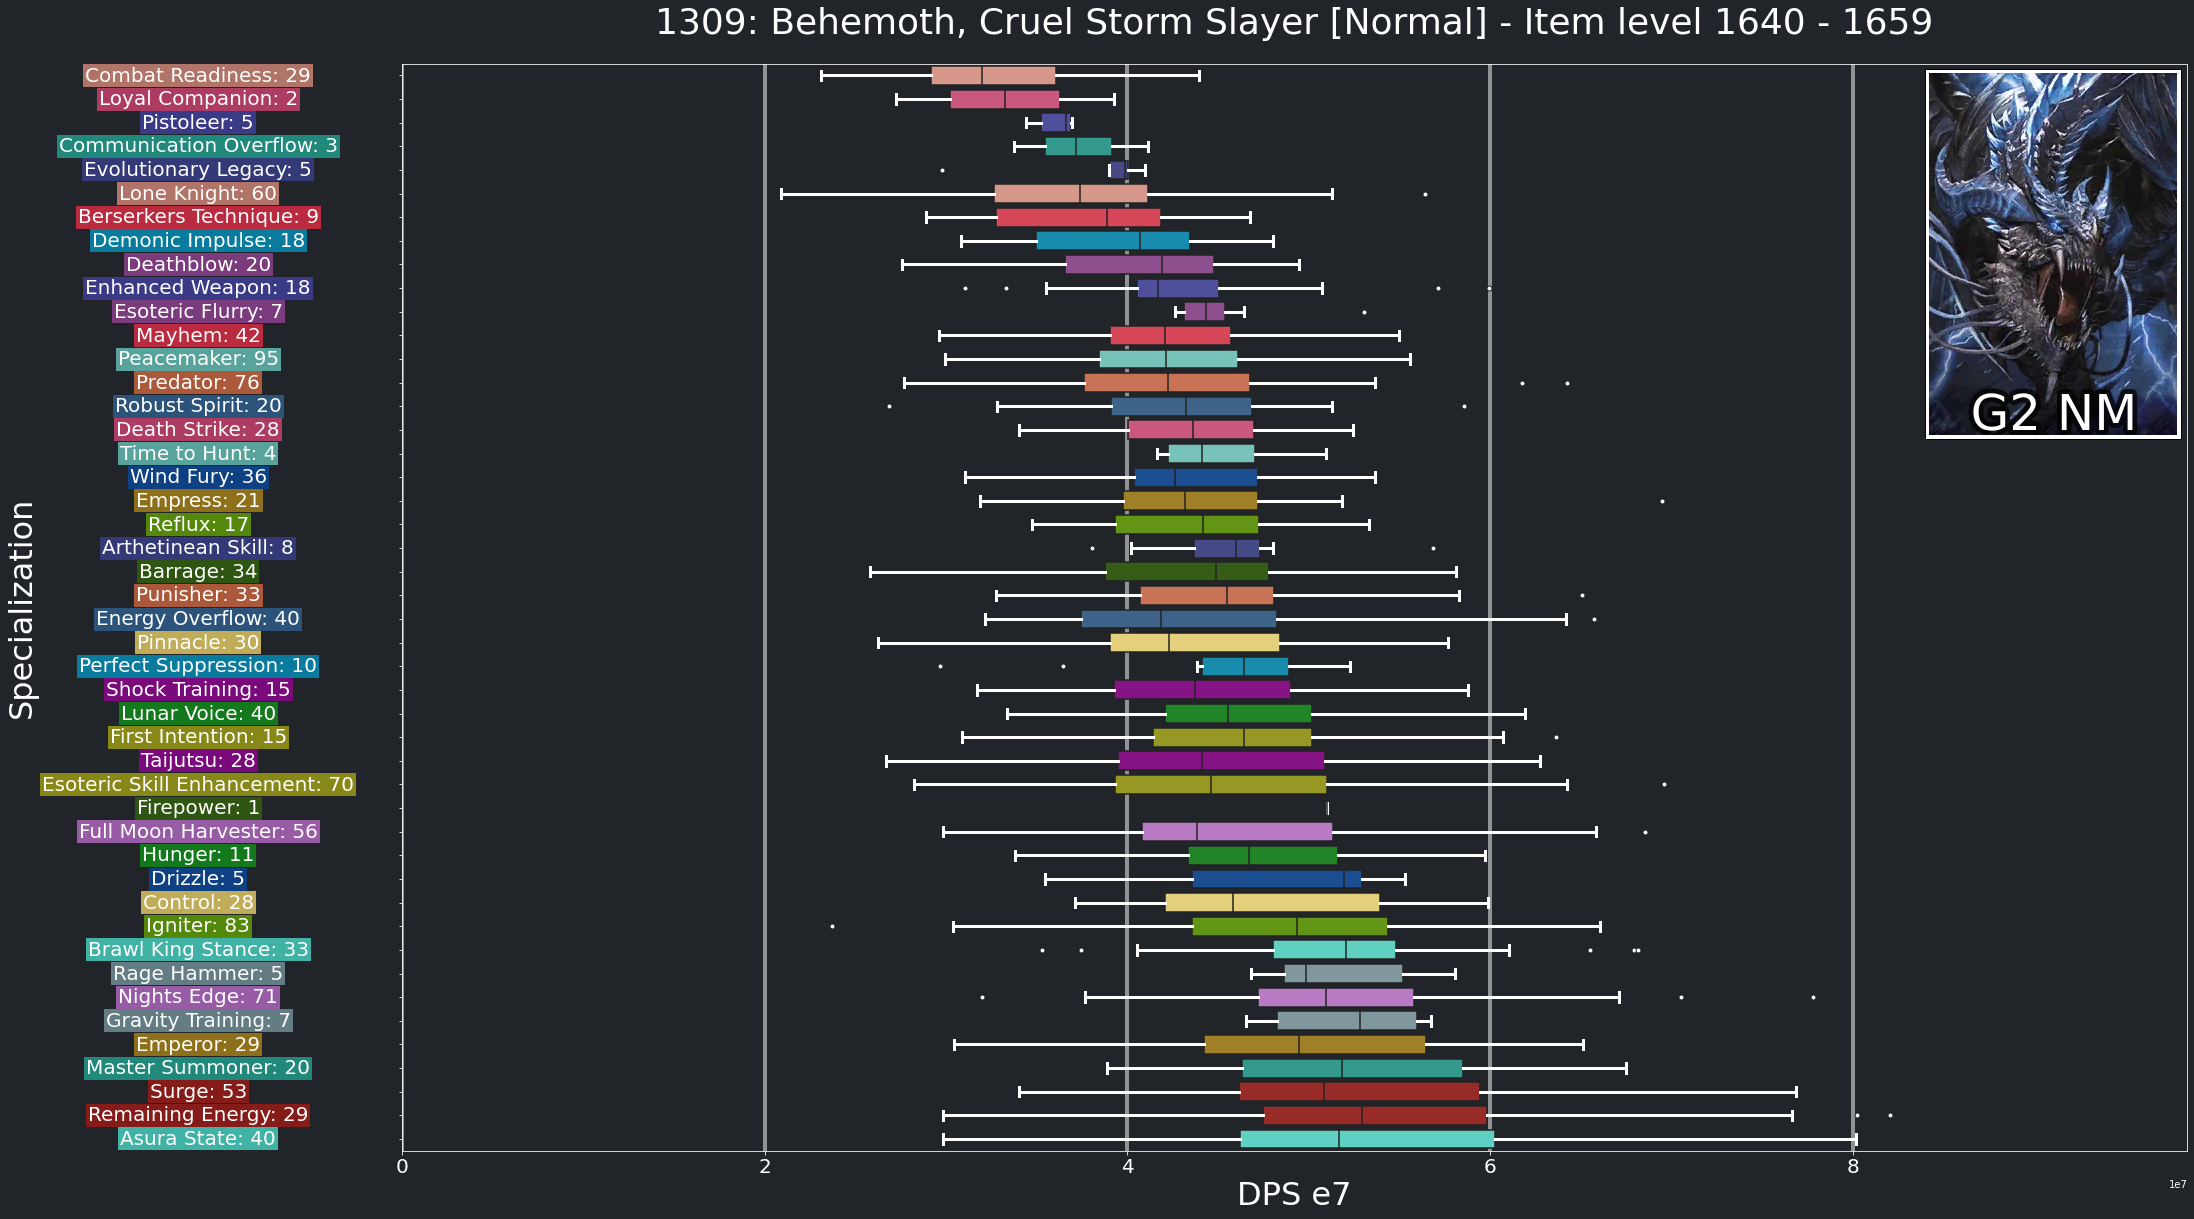 1309: Behemoth, Cruel Storm Slayer [Normal] - Item level 1640 - 1659
Combat Readiness: 29
Loyal Companion: 2
Pistoleer: 5
Communication Overflow: 3
Evolutionary Legacy: 5
Lone Knight: 60
Berserkers Technique: 9
Demonic Impulse: 18
Deathblow: 20
Enhanced Weapon: 18
Esoteric Flurry: 7
Mayhem: 42
Peacemaker: 95
Predator: 76
Robust Spirit: 20
Death Strike: 28
Time to Hunt: 4
Wind Fury: 36
Empress: 21
Reflux: 17
Arthetinean Skill: 8
Barrage: 34
Punisher: 33
Energy Overflow: 40
Pinnacle: 30
Perfect Suppression: 10
Shock Training: 15
Lunar Voice: 40
First Intention: 15
Taijutsu: 28
Esoteric Skill Enhancement: 70
Firepower: 1
Full Moon Harvester: 56
Hunger: 11
Drizzle: 5
Control: 28
Igniter: 83
Brawl King Stance: 33
Rage Hammer: 5
Nights Edge: 71
Gravity Training: 7
Emperor: 29
Master Summoner: 20
Surge: 53
Remaining Energy: 29
Asura State: 40
Specialization
G2 NM
0 2 4 6 8
DPS e7
1e7